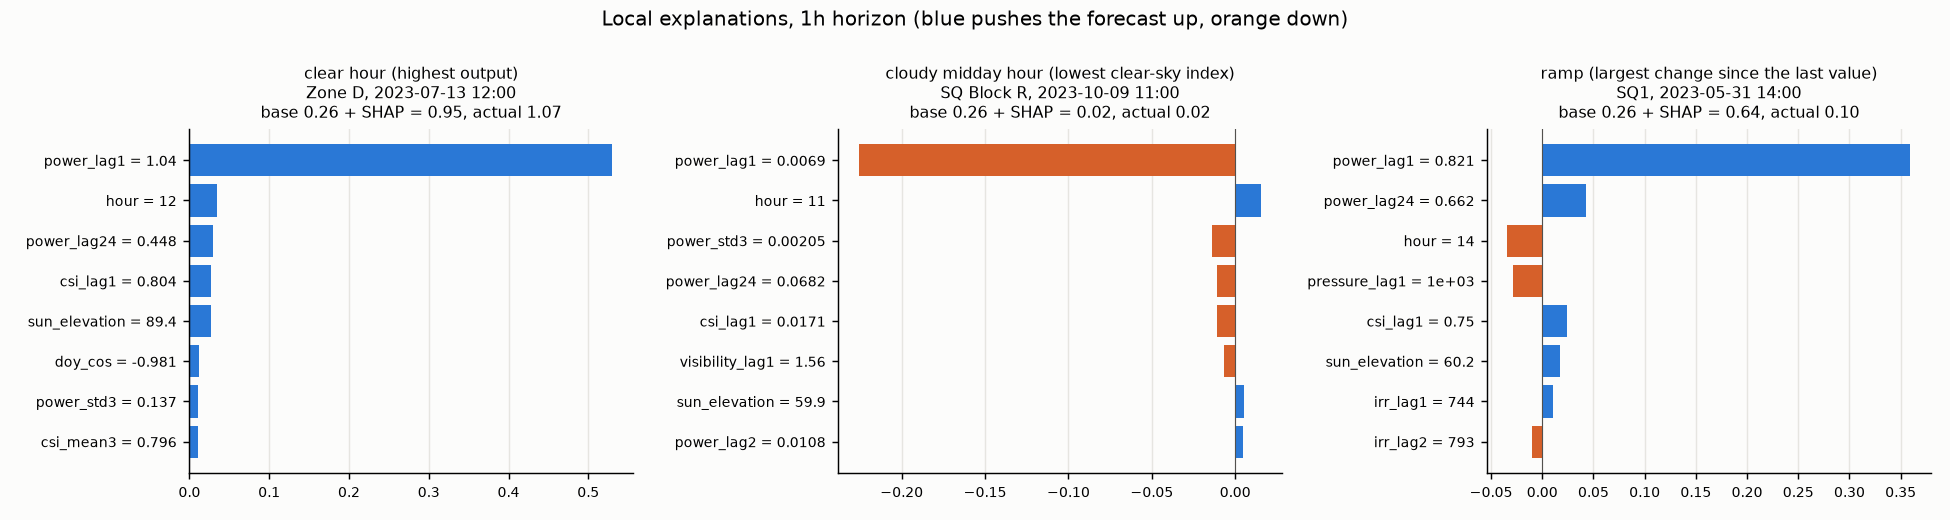 Local explanations, 1h horizon (blue pushes the forecast up, orange down)
clear hour (highest output)
Zone D, 2023-07-13 12:00
base 0.26 + SHAP = 0.95, actual 1.07
power_lag1 = 1.04
hour = 12
power_lag24 = 0.448
csi_lag1 = 0.804
sun_elevation = 89.4
doy_cos = -0.981
power_std3 = 0.137
csi_mean3 = 0.796
0.0 0.1 0.2 0.3 0.4 0.5
cloudy midday hour (lowest clear-sky index)
SQ Block R, 2023-10-09 11:00
base 0.26 + SHAP = 0.02, actual 0.02
power_lag1 = 0.0069
hour = 11
power_std3 = 0.00205
power_lag24 = 0.0682
csi_lag1 = 0.0171
visibility_lag1 = 1.56
sun_elevation = 59.9
power_lag2 = 0.0108
−0.20 −0.15 −0.10 −0.05 0.00
ramp (largest change since the last value)
SQ1, 2023-05-31 14:00
base 0.26 + SHAP = 0.64, actual 0.10
power_lag1 = 0.821
power_lag24 = 0.662
hour = 14
pressure_lag1 = 1e+03
csi_lag1 = 0.75
sun_elevation = 60.2
irr_lag1 = 744
irr_lag2 = 793
−0.05 0.00 0.05 0.10 0.15 0.20 0.25 0.30 0.35